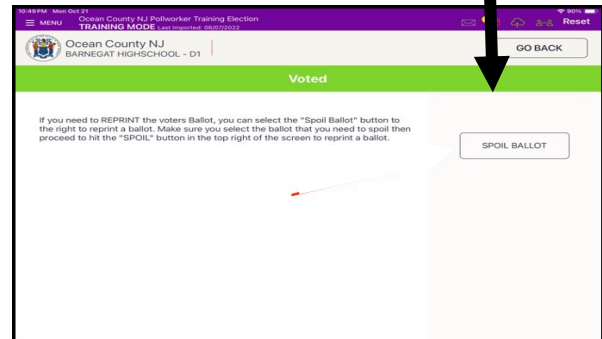 10:49 PM Mon Oct 21
90%
MENU
Ocean County NJ Pollworker Training Election
TRAINING MODE Last Imported: 06/07/2022
Reset
Ocean County NJ
BARNEGAT HIGHSCHOOL - D1
GO BACK
Voted
If you need to REPRINT the voters Ballot, you can select the "Spoil Ballot" button to
the right to reprint a ballot. Make sure you select the ballot that you need to spoil then
proceed to hit the "SPOIL" button in the top right of the screen to reprint a ballot.
SPOIL BALLOT